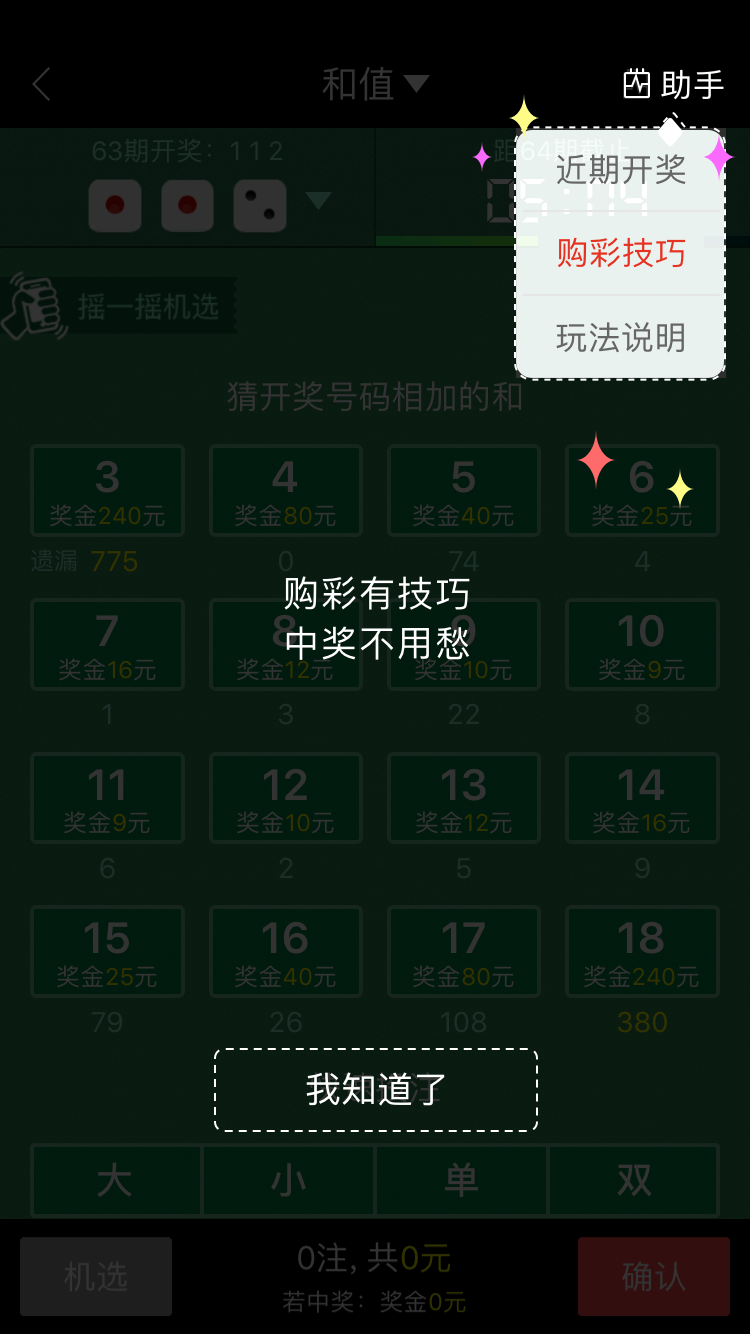 和值
助手
63期开奖：1 1 2
距64期截止
05:04
近期开奖
购彩技巧
玩法说明
摇一摇机选
猜开奖号码相加的和
3 4 5 6
奖金240元 奖金80元 奖金40元 奖金25元
遗漏 775 0 74 4
购彩有技巧
中奖不用愁
7 8 9 10
奖金16元 奖金12元 奖金10元 奖金9元
1 3 22 8
11 12 13 14
奖金9元 奖金10元 奖金12元 奖金16元
6 2 5 9
15 16 17 18
奖金25元 奖金40元 奖金80元 奖金240元
79 26 108 380
我知道了
大 小 单 双
机选
0注, 共0元
若中奖：奖金0元
确认